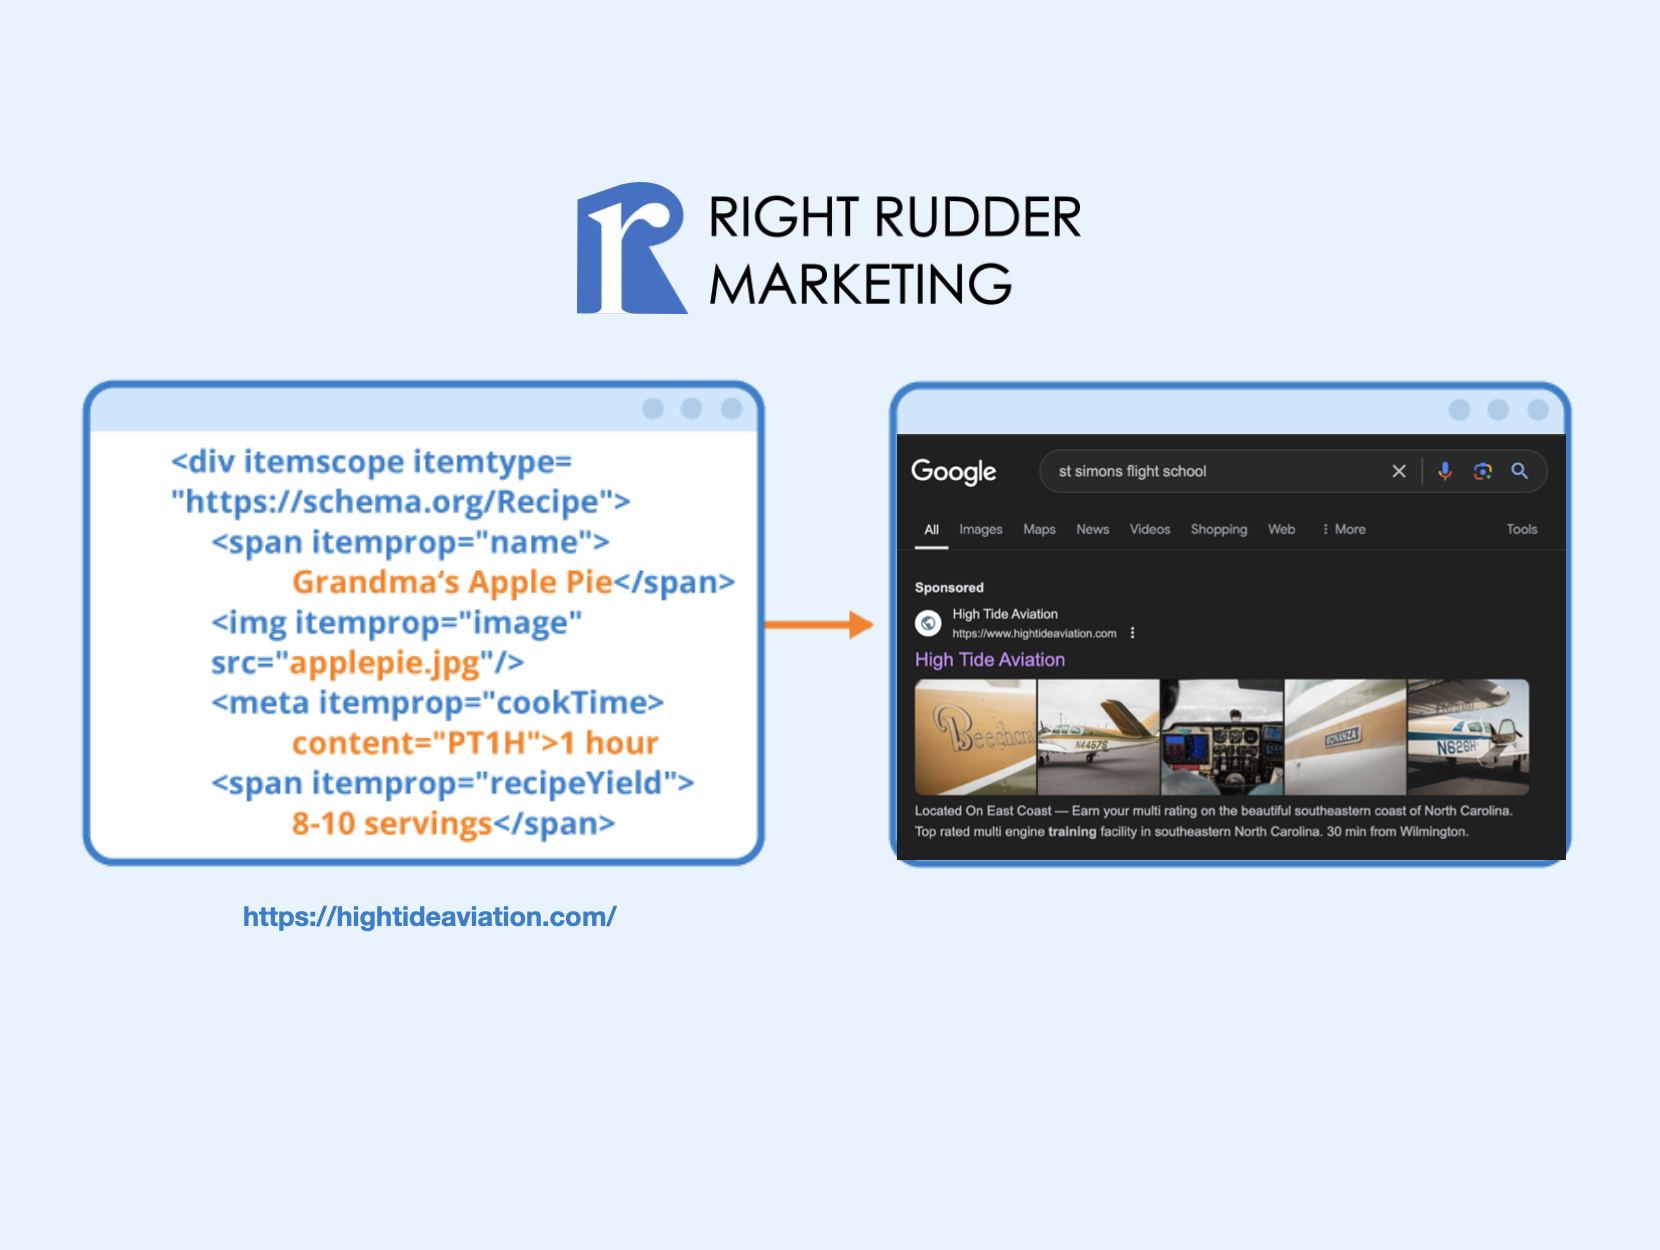 RIGHT RUDDER
MARKETING
<div itemscope itemtype=
"https://schema.org/Recipe">
<span itemprop="name">
Grandma‘s Apple Pie</span>
<img itemprop="image"
src="applepie.jpg"/>
<meta itemprop="cookTime>
content="PT1H">1 hour
<span itemprop="recipeYield">
8-10 servings</span>
https://hightideaviation.com/
Google
st simons flight school
All Images Maps News Videos Shopping Web More Tools
Sponsored
High Tide Aviation
https://www.hightideaviation.com
High Tide Aviation
Beechcra
N4457S
BONANZA
N626H
Located On East Coast — Earn your multi rating on the beautiful southeastern coast of North Carolina.
Top rated multi engine training facility in southeastern North Carolina. 30 min from Wilmington.